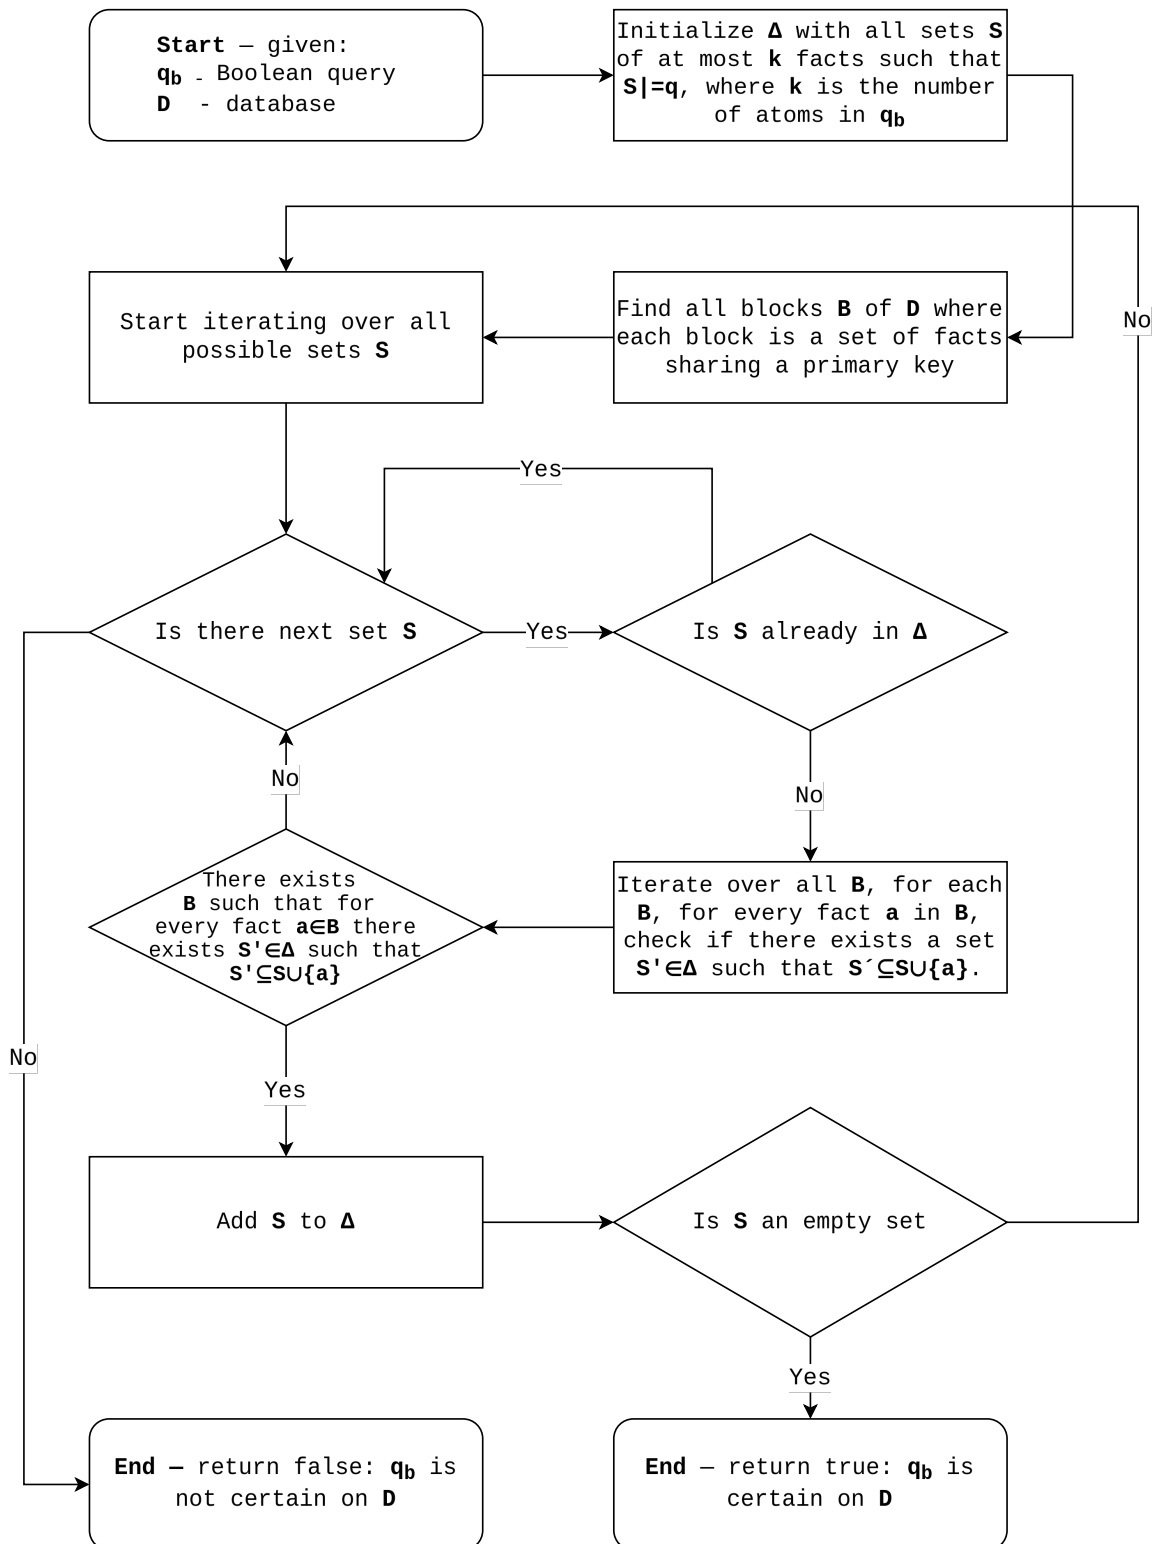 Start — given:
qb - Boolean query
D - database
Initialize Δ with all sets S
of at most k facts such that
S|=q, where k is the number
of atoms in qb
Start iterating over all
possible sets S
Find all blocks B of D where
each block is a set of facts
sharing a primary key
No
Yes
Is there next set S
Yes
Is S already in Δ
No
No
There exists
B such that for
every fact a∈B there
exists S'∈Δ such that
S'⊆S∪{a}
Iterate over all B, for each
B, for every fact a in B,
check if there exists a set
S'∈Δ such that S´⊆S∪{a}.
No
Yes
Add S to Δ
Is S an empty set
Yes
End — return false: qb is
not certain on D
End — return true: qb is
certain on D